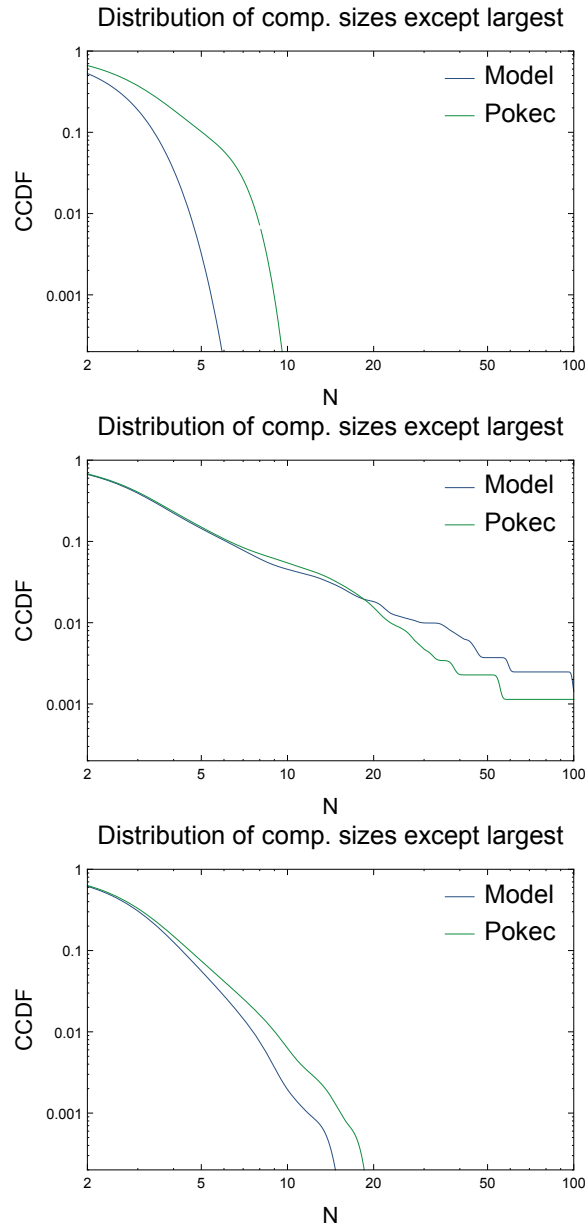 Distribution of comp. sizes except largest
1
Model
Pokec
0.1
CCDF
0.01
0.001
2 5 10 20 50 100
N
Distribution of comp. sizes except largest
1
Model
Pokec
0.1
CCDF
0.01
0.001
2 5 10 20 50 100
N
Distribution of comp. sizes except largest
1
Model
Pokec
0.1
CCDF
0.01
0.001
2 5 10 20 50 100
N